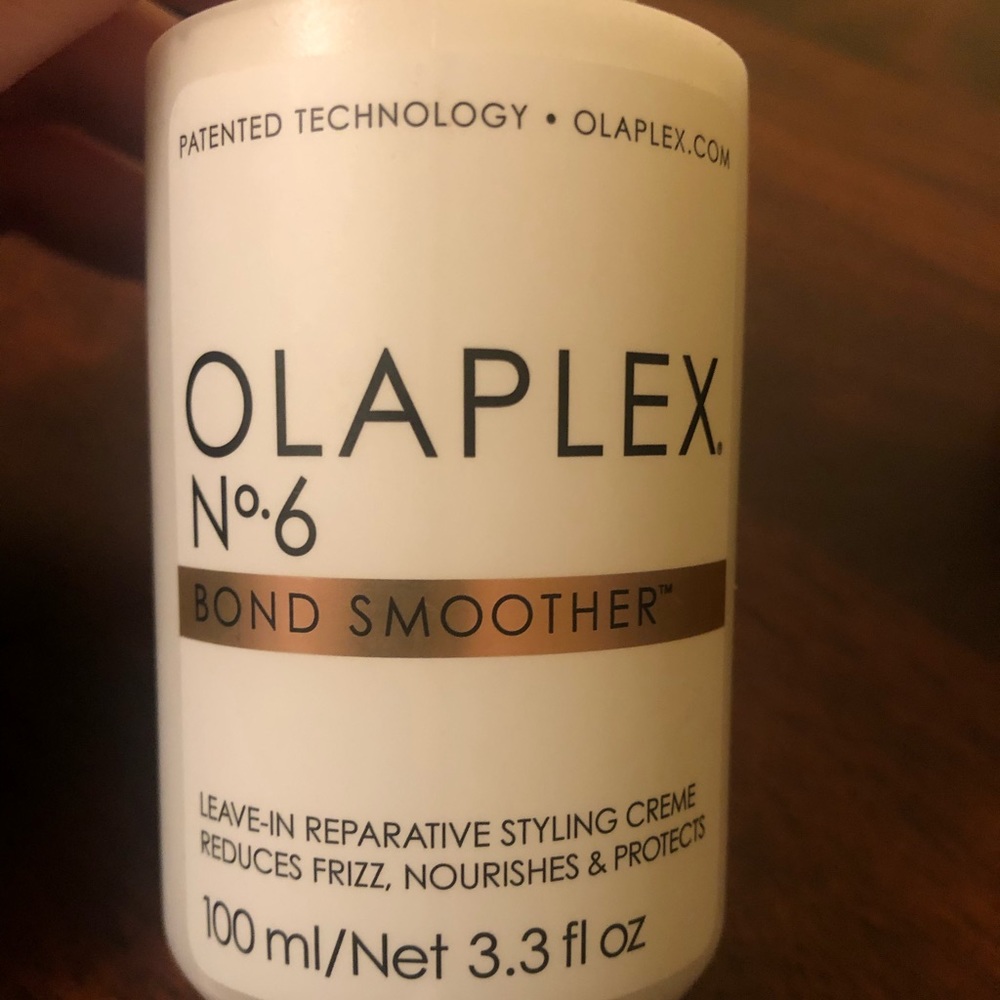 PATENTED TECHNOLOGY • OLAPLEX.COM
OLAPLEX®
Nº.6
BOND SMOOTHER™
LEAVE-IN REPARATIVE STYLING CREME
REDUCES FRIZZ, NOURISHES & PROTECTS
100 ml/Net 3.3 fl oz